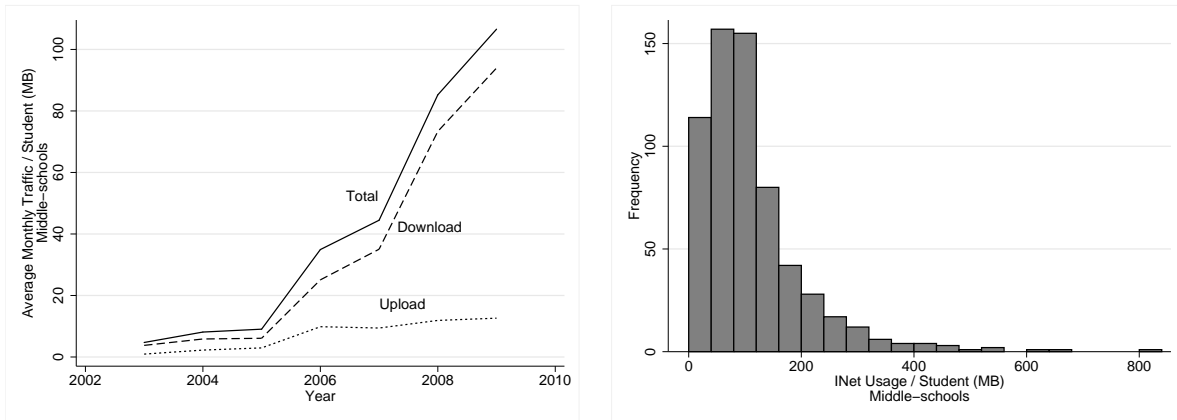 Average Monthly Traffic / Student (MB)
Middle−schools
100
80
60
40
20
0
Total
Download
Upload
2002 2004 2006 2008 2010
Year
Frequency
150
100
50
0
0 200 400 600 800
INet Usage / Student (MB)
Middle−schools